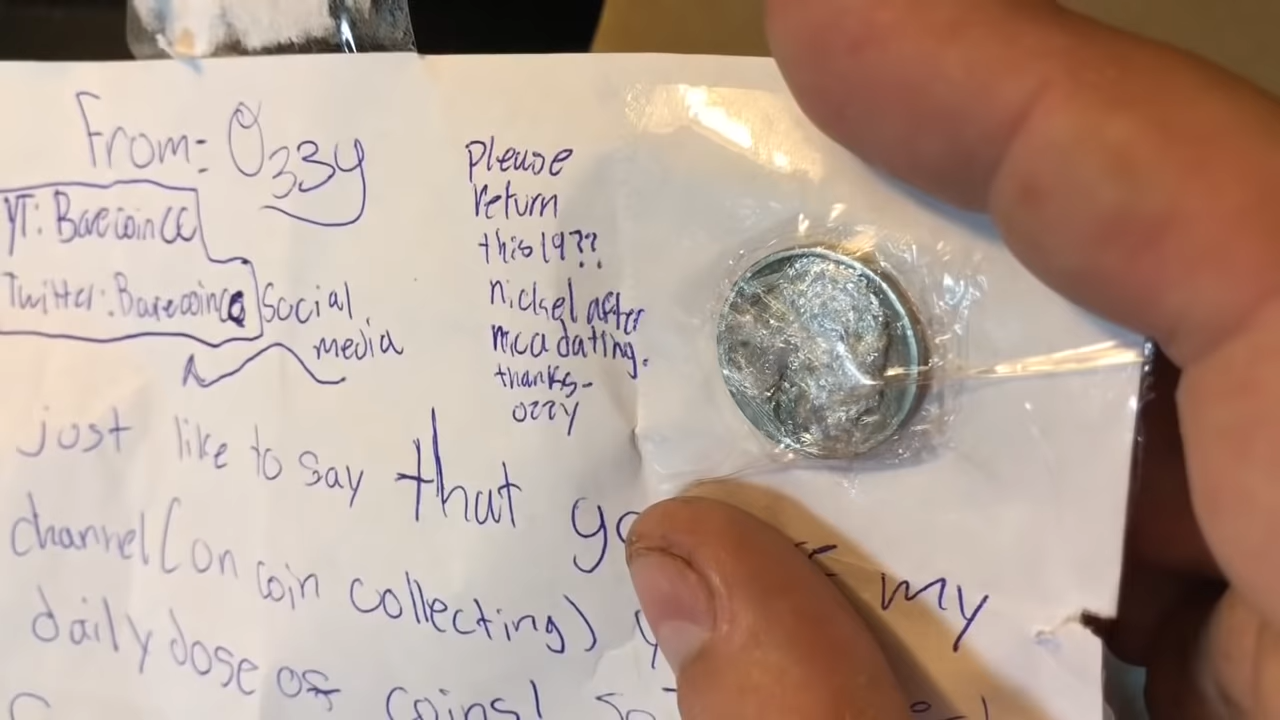 From: Ozzy
YT: BarecoinCC
Twitter: Barecoincc
Social
media
please
return
this 19??
nickel after
nica dating.
thanks-
ozzy
just like to say that
channel (on coin collecting)
my
daily dose of coins!